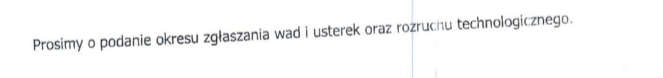 Prosimy o podanie okresu zgłaszania wad i usterek oraz rozruchu technologicznego.